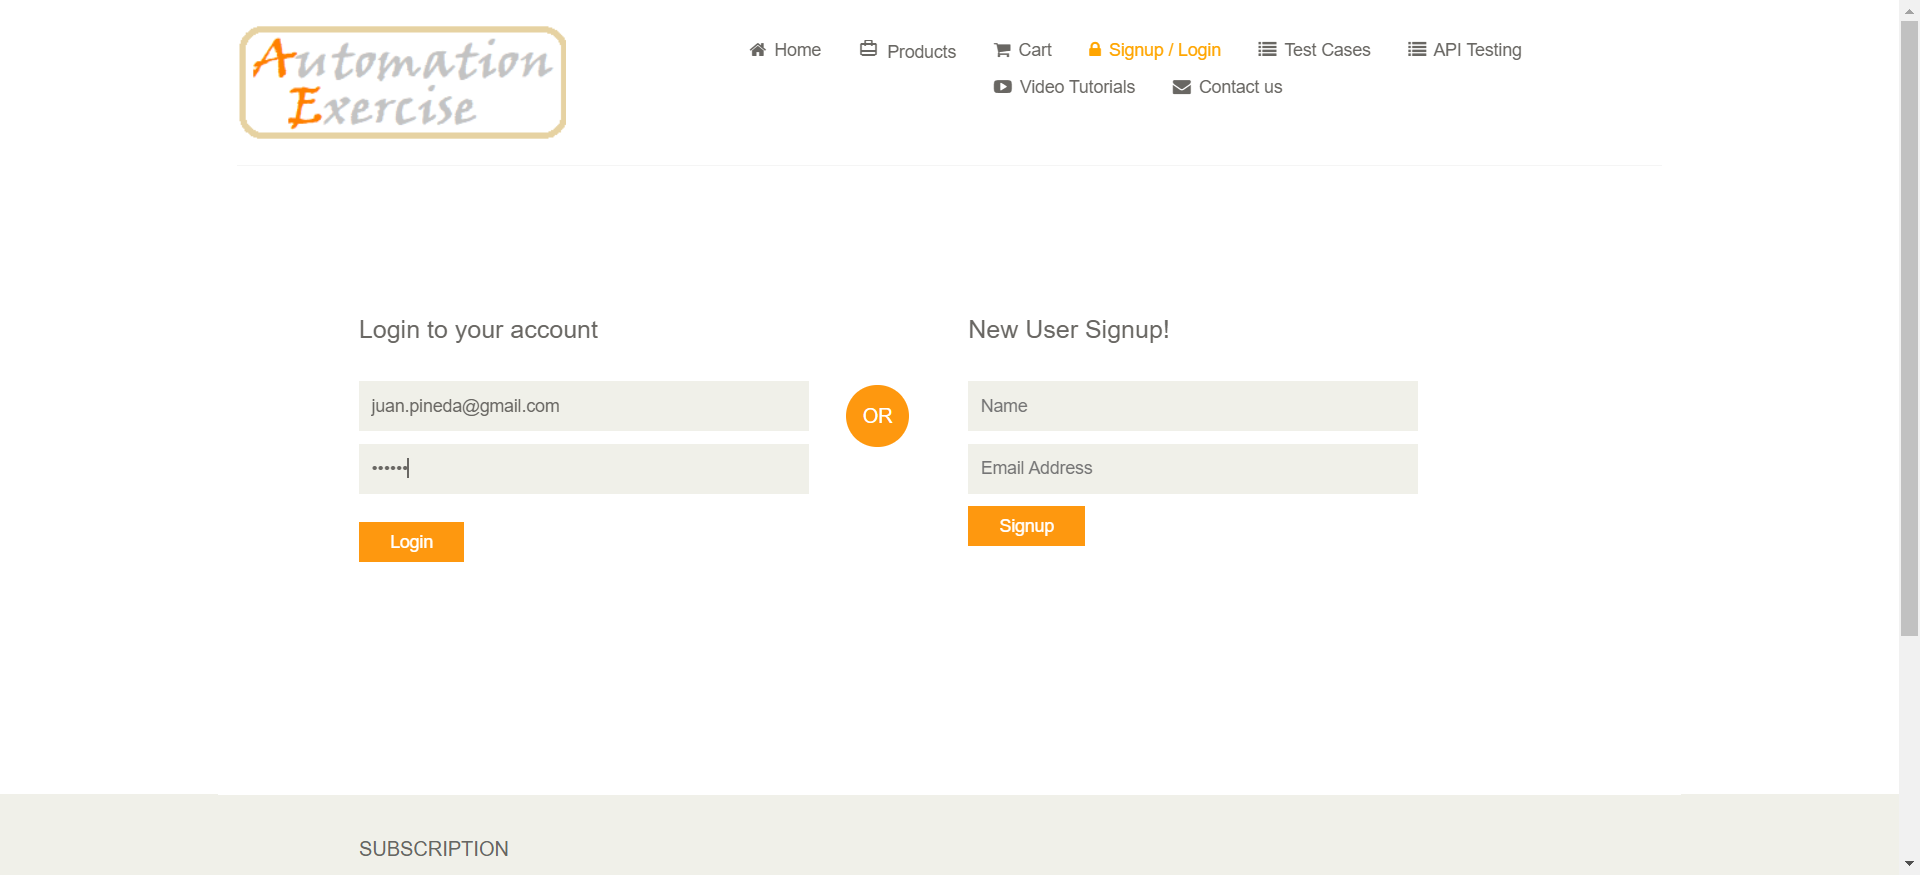 Automation
Exercise
Home
Products
Cart
Signup / Login
Test Cases
API Testing
Video Tutorials
Contact us
Login to your account
juan.pineda@gmail.com
••••••
Login
OR
New User Signup!
Name
Email Address
Signup
SUBSCRIPTION